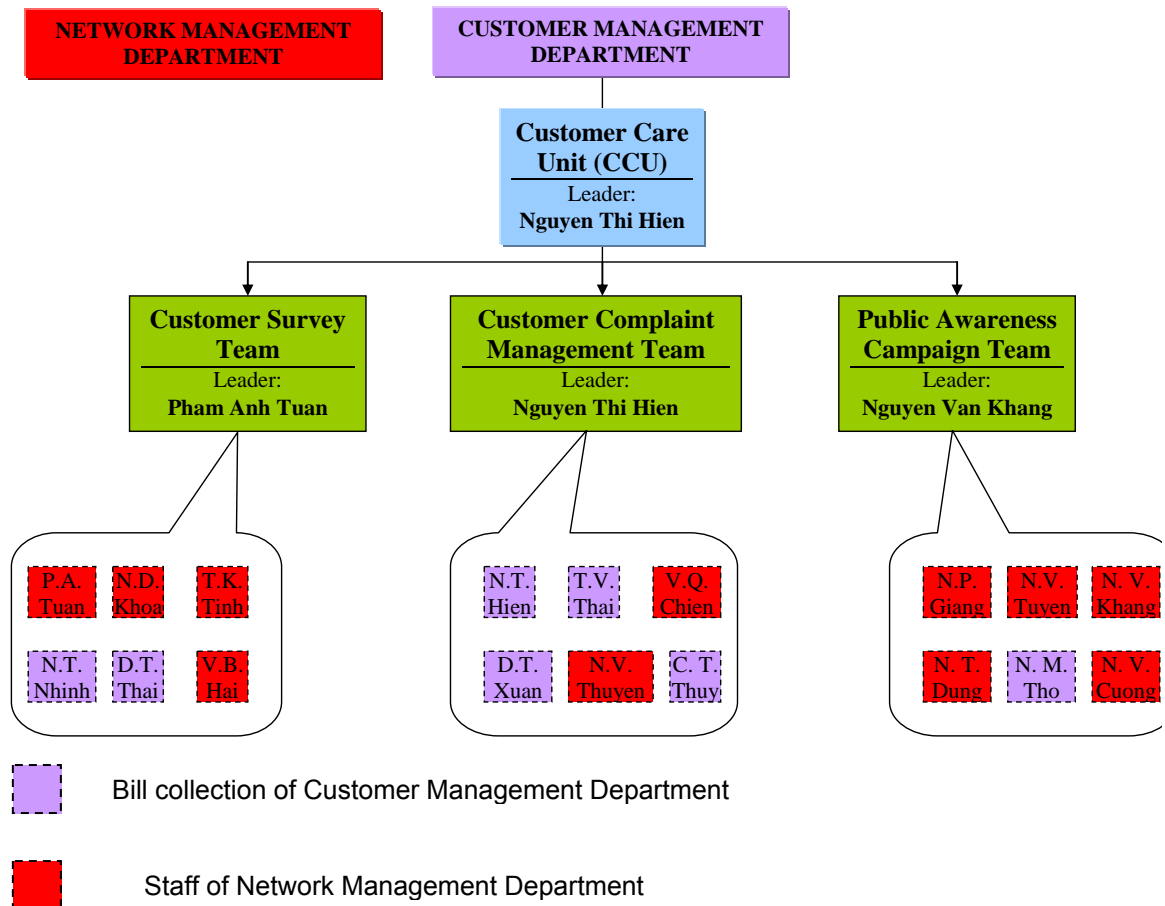 NETWORK MANAGEMENT
DEPARTMENT
CUSTOMER MANAGEMENT
DEPARTMENT
Customer Care
Unit (CCU)
Leader:
Nguyen Thi Hien
Customer Survey
Team
Leader:
Pham Anh Tuan
Customer Complaint
Management Team
Leader:
Nguyen Thi Hien
Public Awareness
Campaign Team
Leader:
Nguyen Van Khang
P.A.
Tuan
N.D.
Khoa
T.K.
Tinh
N.T.
Nhinh
D.T.
Thai
V.B.
Hai
N.T.
Hien
T.V.
Thai
V.Q.
Chien
D.T.
Xuan
N.V.
Thuyen
C. T.
Thuy
N.P.
Giang
N.V.
Tuyen
N. V.
Khang
N. T.
Dung
N. M.
Tho
N. V.
Cuong
Bill collection of Customer Management Department
Staff of Network Management Department